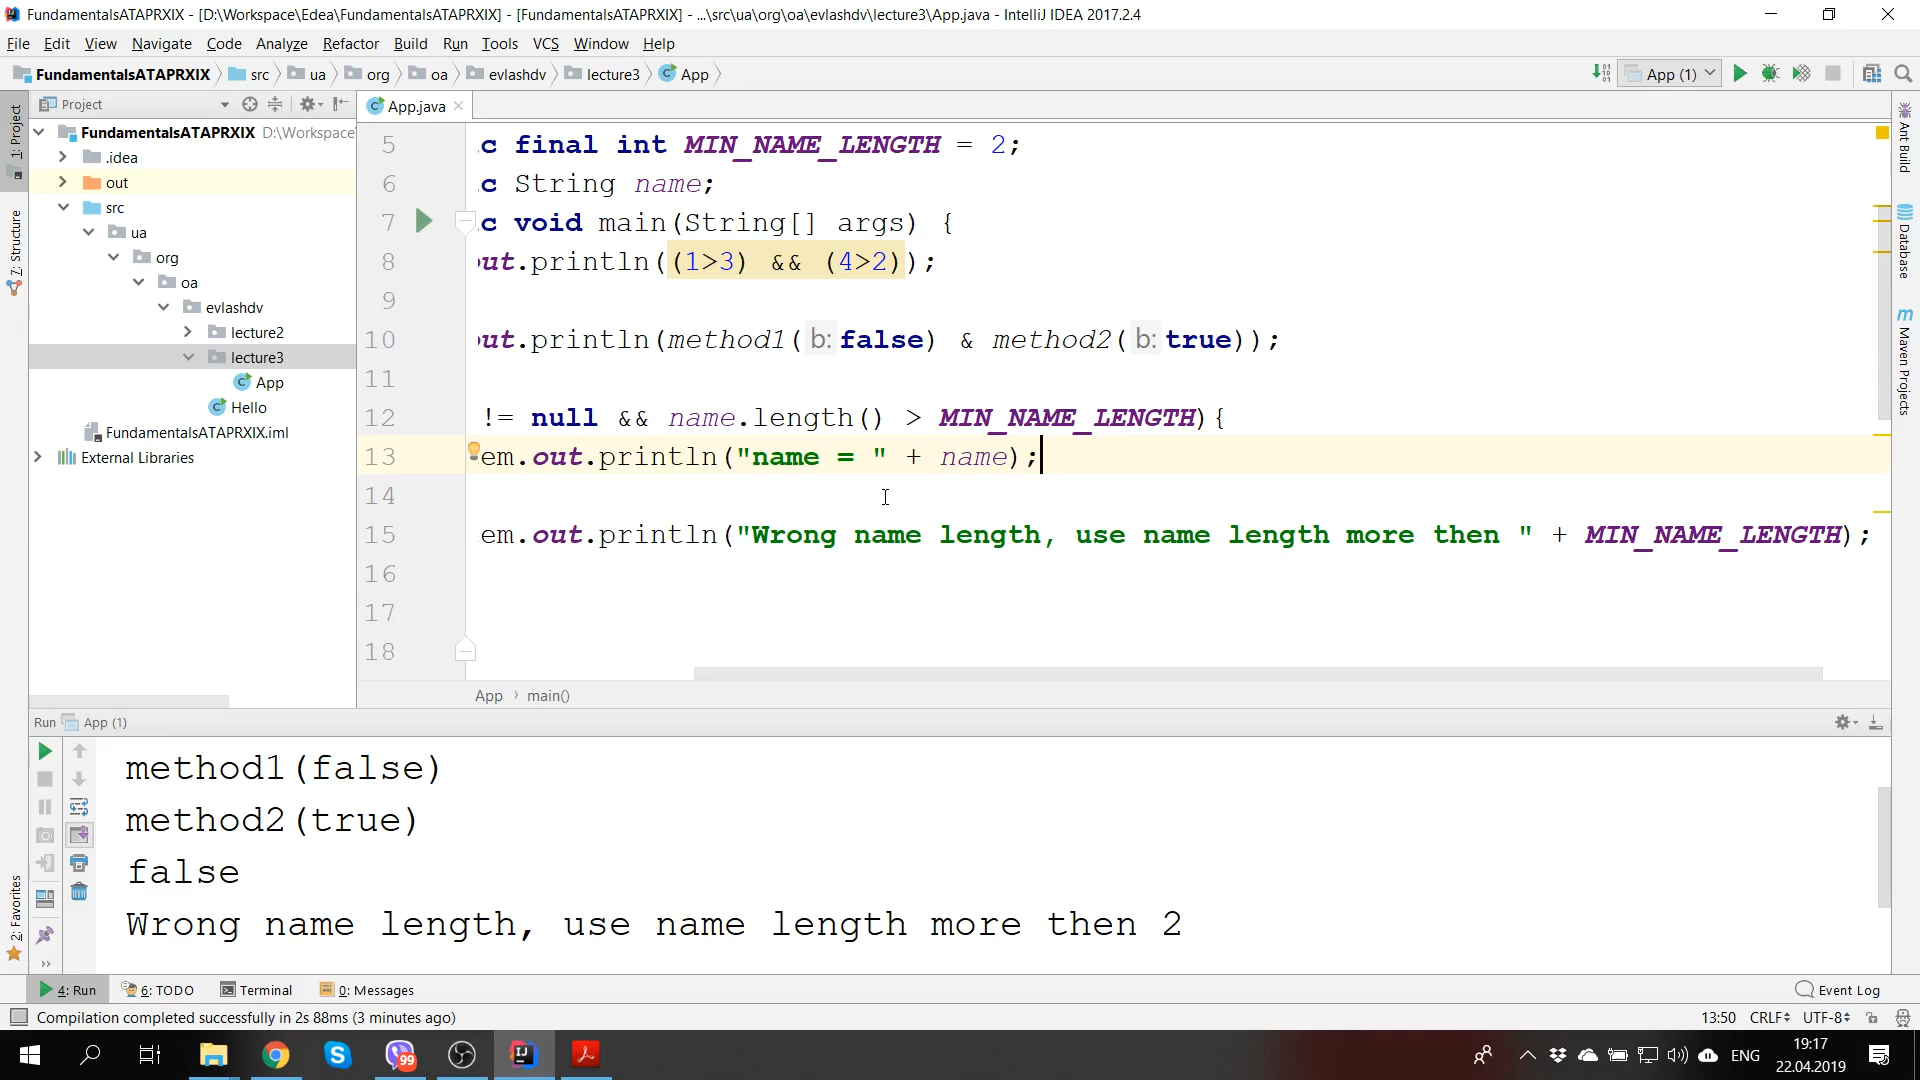 FundamentalsATAPRXIX - [D:\Workspace\Edea\FundamentalsATAPRXIX] - [FundamentalsATAPRXIX] - ...\src\ua\org\oa\evlashdv\lecture3\App.java - IntelliJ IDEA 2017.2.4
File Edit View Navigate Code Analyze Refactor Build Run Tools VCS Window Help
FundamentalsATAPRXIX src ua org oa evlashdv lecture3 App
App (1)
1: Project
7: Structure
2: Favorites
Project
FundamentalsATAPRXIX D:\Workspace
.idea
out
src
ua
org
oa
evlashdv
lecture2
lecture3
App
Hello
FundamentalsATAPRXIX.iml
External Libraries
App.java
5 c final int MIN_NAME_LENGTH = 2;
6 c String name;
7 c void main(String[] args) {
8 out.println((1>3) && (4>2));
9
10 out.println(method1( b: false) & method2( b: true));
11
12 != null && name.length() > MIN_NAME_LENGTH){
13 em.out.println("name = " + name);
14
15 em.out.println("Wrong name length, use name length more then " + MIN_NAME_LENGTH);
16
17
18
App main()
Ant Build
Database
Maven Projects
Run App (1)
method1(false)
method2(true)
false
Wrong name length, use name length more then 2
4: Run 6: TODO Terminal 0: Messages Event Log
Compilation completed successfully in 2s 88ms (3 minutes ago) 13:50 CRLF UTF-8
99
ENG
19:17
22.04.2019